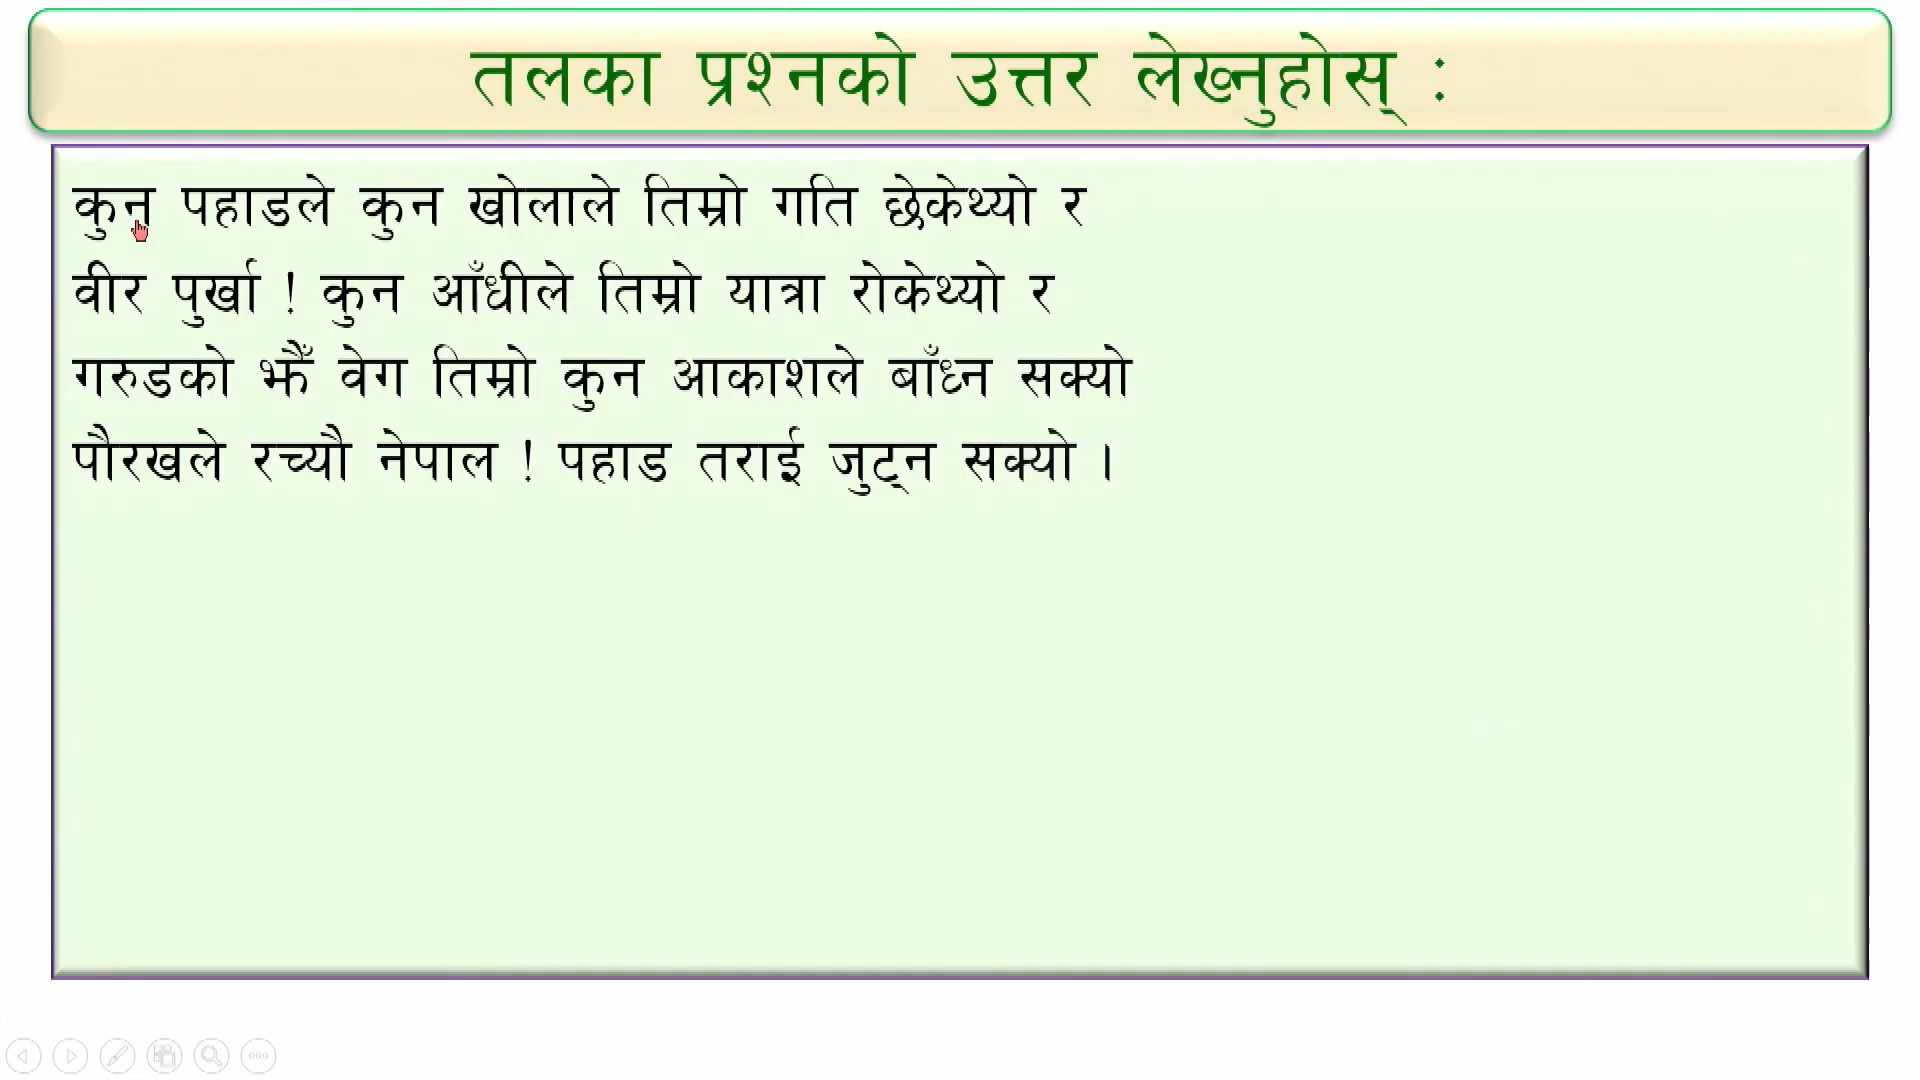 तलका प्रश्नको उत्तर लेख्नुहोस् :
कुन पहाडले कुन खोलाले तिम्रो गति छेकेथ्यो र
वीर पुर्खा ! कुन आँधीले तिम्रो यात्रा रोकेथ्यो र
गरुडको झैँ वेग तिम्रो कुन आकाशले बाँध्न सक्यो
पौरखले रच्यौ नेपाल ! पहाड तराई जुट्न सक्यो ।